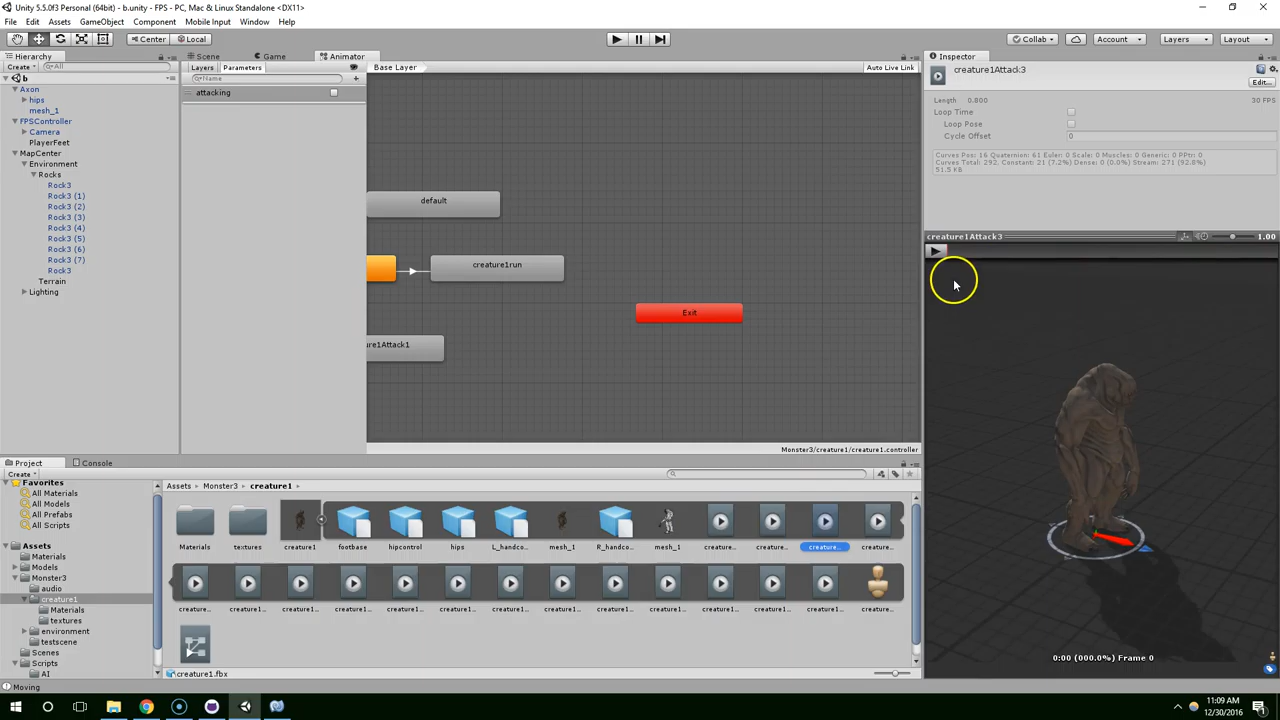 Unity 5.5.0f3 Personal (64bit) - b.unity - FPS - PC, Mac & Linux Standalone <DX11>
File Edit Assets GameObject Component Mobile Input Window Help
Center Local Collab Account Layers Layout
Hierarchy Scene Game Animator Inspector
Create All Layers Parameters Base Layer Auto Live Link creature1Attack3
b Name Edit...
Axon attacking
hips Length 0.800 30 FPS
mesh_1 Loop Time
FPSController Loop Pose
Camera Cycle Offset 0
PlayerFeet
MapCenter Curves Pos: 16 Quaternion: 61 Euler: 0 Scale: 0 Muscles: 0 Generic: 0 PPtr: 0
Environment Curves Total: 292, Constant: 21 (7.2%) Dense: 0 (0.0%) Stream: 271 (92.8%)
Rocks 51.5 KB
Rock3
Rock3 (1)
Rock3 (2) default
Rock3 (3)
Rock3 (4)
Rock3 (5) creature1Attack3 1.00
Rock3 (6)
Rock3 (7) creature1run
Rock3
Terrain
Lighting
Exit
ure1Attack1
Monster3/creature1/creature1.controller
Project Console
Create
Favorites Assets Monster3 creature1
All Materials
All Models
All Prefabs
All Scripts
Assets Materials textures creature1 footbase hipcontrol hips L_handco... mesh_1 R_handco... mesh_1 creature... creature... creature... creature...
Materials
Models
Monster3
audio
creature1
Materials creature... creature1... creature1... creature1... creature1... creature1... creature1... creature1... creature1... creature1... creature1... creature1... creature1... creature...
textures
environment
testscene
Scenes
Scripts 0:00 (000.0%) Frame 0
AI creature1.fbx
Moving
11:09 AM
12/30/2016
1